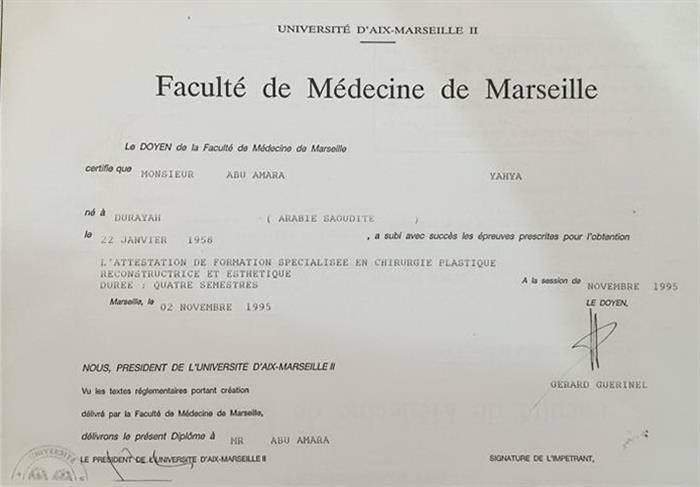 UNIVERSITÉ D'AIX-MARSEILLE II
Faculté de Médecine de Marseille
Le DOYEN de la Faculté de Médecine de Marseille
certifie que MONSIEUR ABU AMARA YAHYA
né à DURAYAH ( ARABIE SAOUDITE )
le 22 JANVIER 1958 , a subi avec succès les épreuves prescrites pour l'obtention
L'ATTESTATION DE FORMATION SPECIALISEE EN CHIRURGIE PLASTIQUE
RECONSTRUCTRICE ET ESTHETIQUE
DUREE : QUATRE SEMESTRES
A la session de NOVEMBRE 1995
Marseille, le 02 NOVEMBRE 1995
LE DOYEN,
GERARD GUERINEL
NOUS, PRESIDENT DE L'UNIVERSITE D'AIX-MARSEILLE II
Vu les textes réglementaires portant création
délivré par la Faculté de Médecine de Marseille,
délivrons le présent Diplôme à MR ABU AMARA
LE PRESIDENT DE L'UNIVERSITE D'AIX-MARSEILLE II
SIGNATURE DE L'IMPETRANT,
UNIVERSITÉ